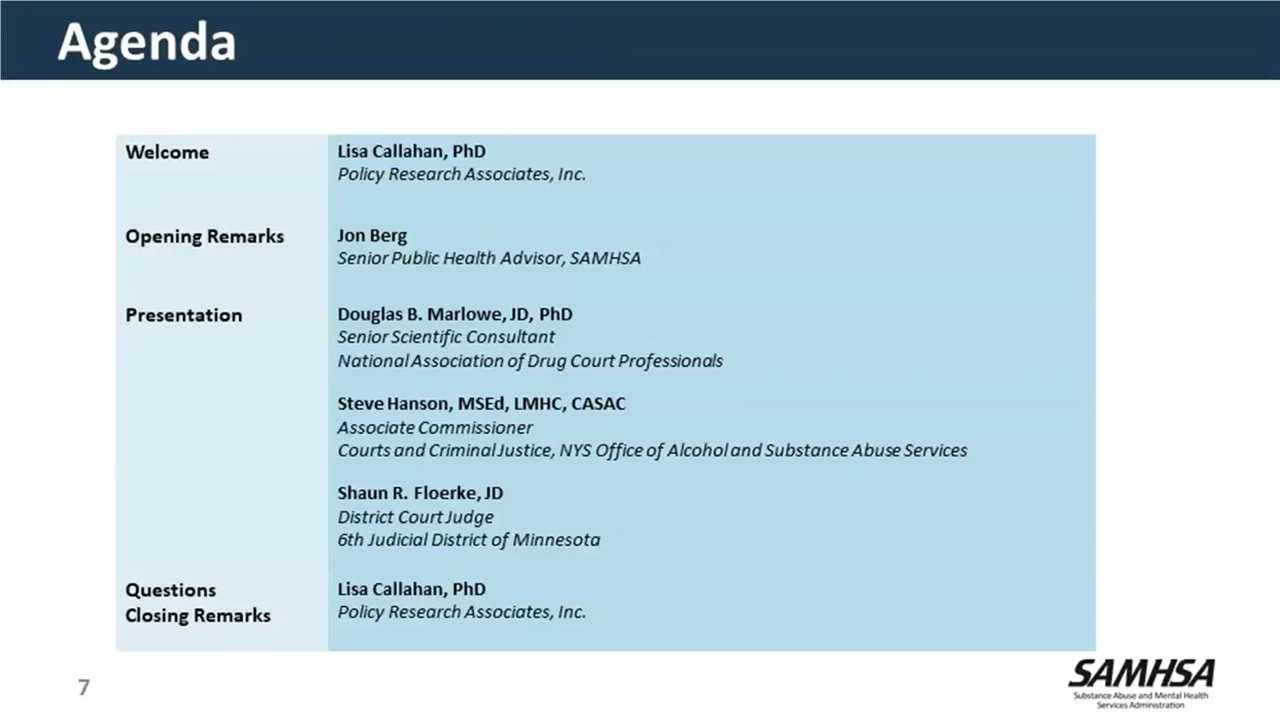 Agenda
Welcome
Lisa Callahan, PhD
Policy Research Associates, Inc.
Opening Remarks
Jon Berg
Senior Public Health Advisor, SAMHSA
Presentation
Douglas B. Marlowe, JD, PhD
Senior Scientific Consultant
National Association of Drug Court Professionals
Steve Hanson, MSEd, LMHC, CASAC
Associate Commissioner
Courts and Criminal Justice, NYS Office of Alcohol and Substance Abuse Services
Shaun R. Floerke, JD
District Court Judge
6th Judicial District of Minnesota
Questions
Closing Remarks
Lisa Callahan, PhD
Policy Research Associates, Inc.
7
SAMHSA
Substance Abuse and Mental Health
Services Administration